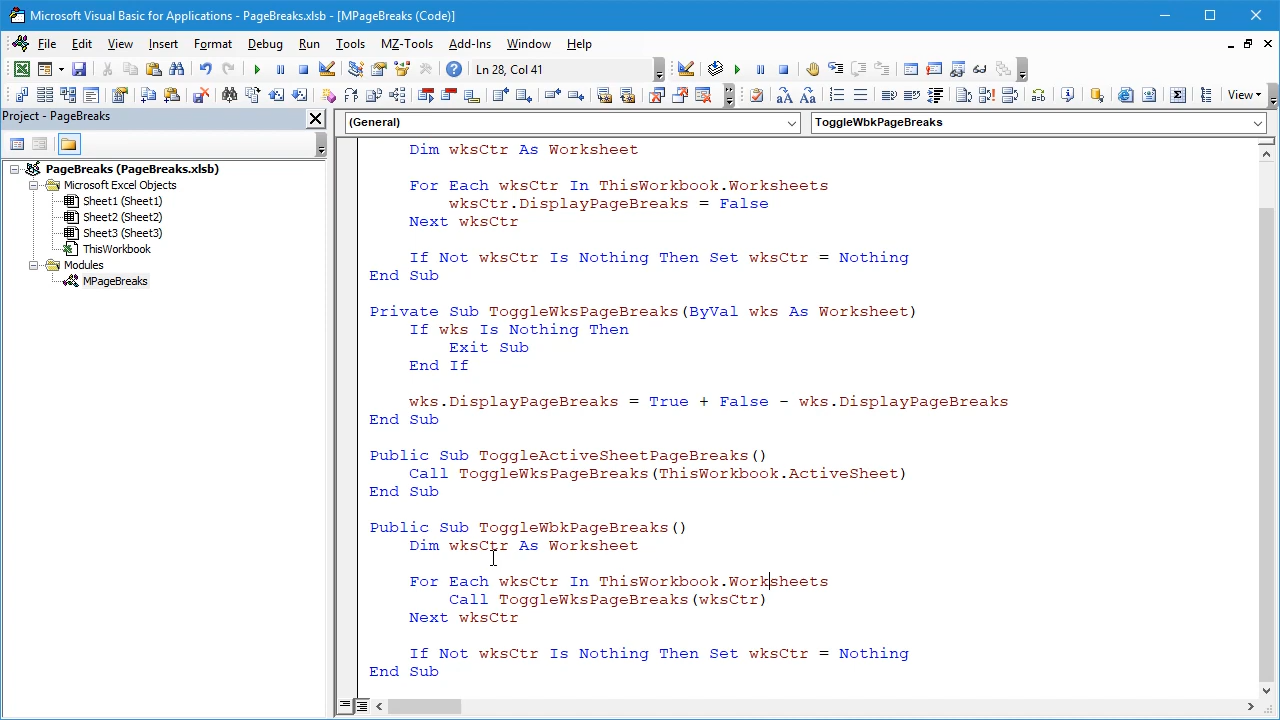 Microsoft Visual Basic for Applications - PageBreaks.xlsb - [MPageBreaks (Code)]
File Edit View Insert Format Debug Run Tools MZ-Tools Add-Ins Window Help
Ln 28, Col 41
View
Project - PageBreaks
PageBreaks (PageBreaks.xlsb)
Microsoft Excel Objects
Sheet1 (Sheet1)
Sheet2 (Sheet2)
Sheet3 (Sheet3)
ThisWorkbook
Modules
MPageBreaks
(General) ToggleWbkPageBreaks
Dim wksCtr As Worksheet
For Each wksCtr In ThisWorkbook.Worksheets
wksCtr.DisplayPageBreaks = False
Next wksCtr
If Not wksCtr Is Nothing Then Set wksCtr = Nothing
End Sub
Private Sub ToggleWksPageBreaks(ByVal wks As Worksheet)
If wks Is Nothing Then
Exit Sub
End If
wks.DisplayPageBreaks = True + False - wks.DisplayPageBreaks
End Sub
Public Sub ToggleActiveSheetPageBreaks()
Call ToggleWksPageBreaks(ThisWorkbook.ActiveSheet)
End Sub
Public Sub ToggleWbkPageBreaks()
Dim wksCtr As Worksheet
For Each wksCtr In ThisWorkbook.Worksheets
Call ToggleWksPageBreaks(wksCtr)
Next wksCtr
If Not wksCtr Is Nothing Then Set wksCtr = Nothing
End Sub